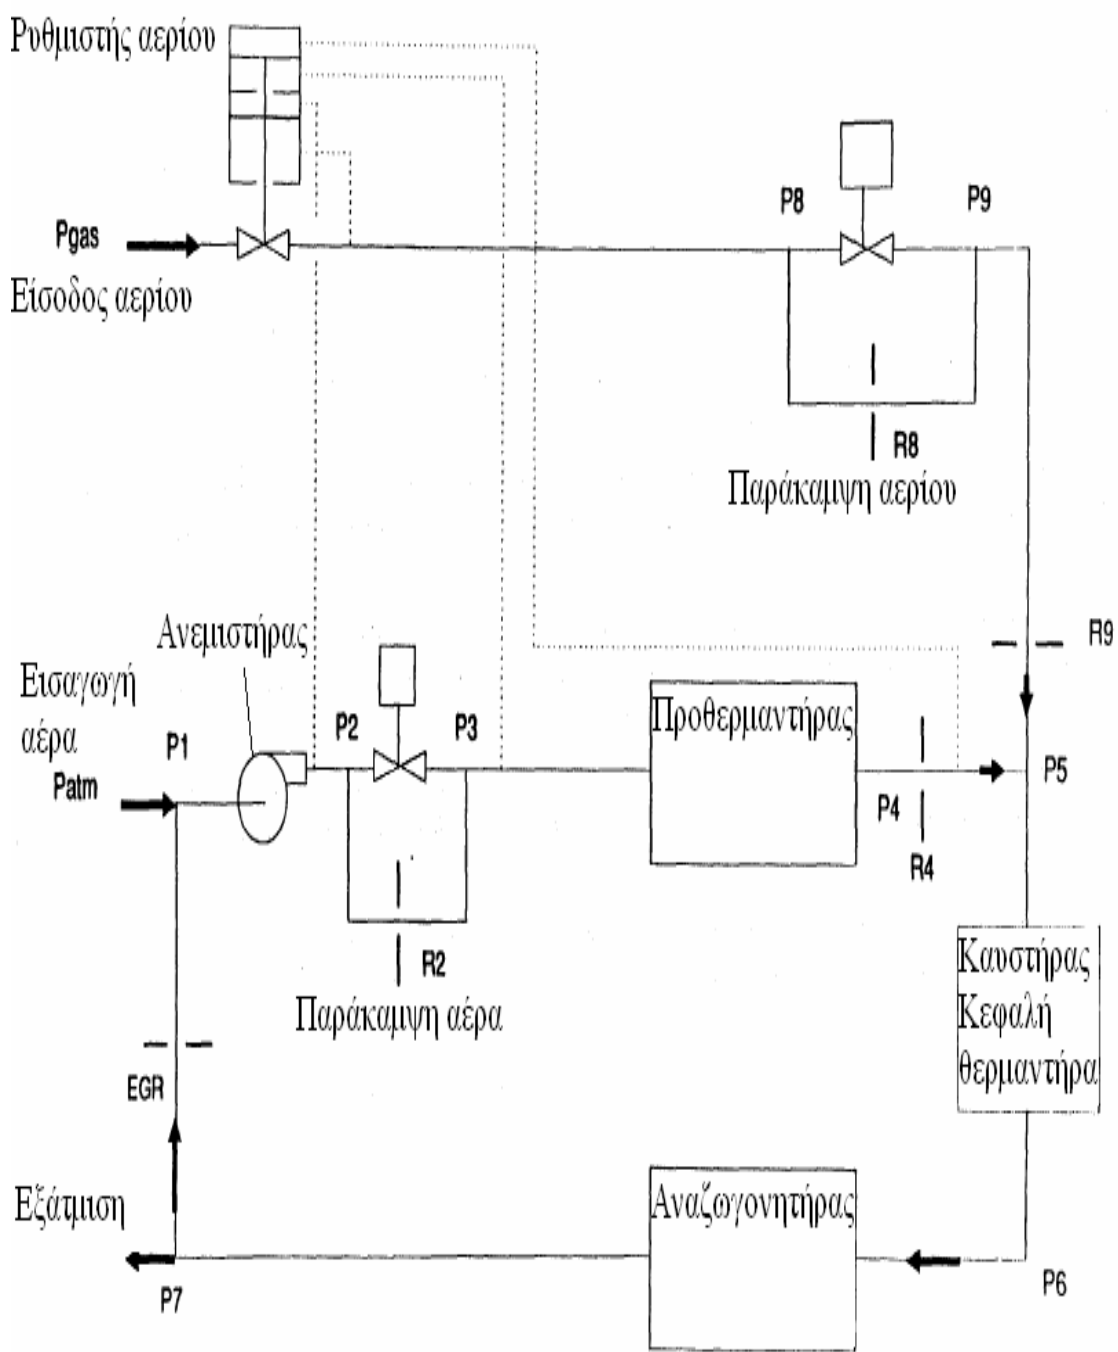 Ρυθμιστής αερίου
P8
P9
Pgas
Είσοδος αερίου
R8
Παράκαμψη αερίου
R9
Ανεμιστήρας
Εισαγωγή
αέρα
P1
P2
P3
Προθερμαντήρας
Patm
P4
P5
R4
R2
Παράκαμψη αέρα
Καυστήρας
Κεφαλή
θερμαντήρα
EGR
Εξάτμιση
Αναζωγονητήρας
P7
P6